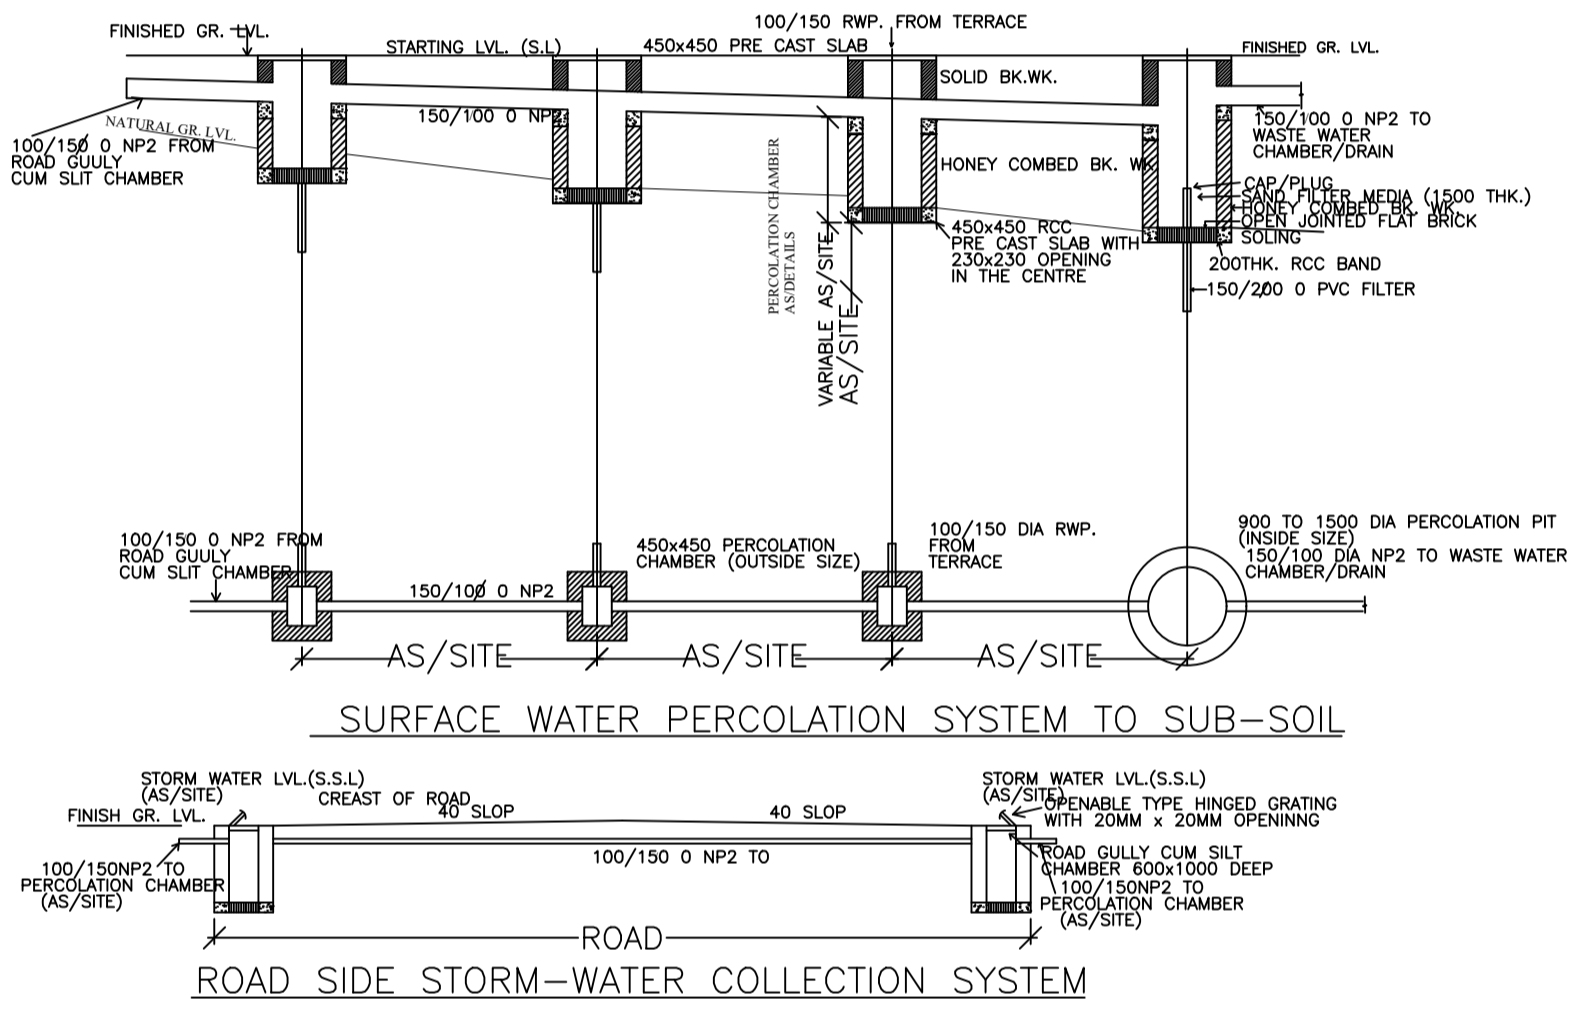 100/150 RWP. FROM TERRACE
FINISHED GR. LVL.
STARTING LVL. (S.L)
450x450 PRE CAST SLAB
FINISHED GR. LVL.
SOLID BK.WK.
150/100 0 NP
NATURAL GR. LVL.
100/150 0 NP2 FROM
ROAD GUULY
CUM SLIT CHAMBER
150/100 0 NP2 TO
WASTE WATER
CHAMBER/DRAIN
HONEY COMBED BK. WK
PERCOLATION CHAMBER
AS/DETAILS
VARIABLE AS/SITE
AS/SITE
CAP/PLUG
SAND FILTER MEDIA (1500 THK.)
HONEY COMBED BK. WK.
OPEN JOINTED FLAT BRICK
SOLING
450x450 RCC
PRE CAST SLAB WITH
230x230 OPENING
IN THE CENTRE
200THK. RCC BAND
150/200 0 PVC FILTER
100/150 0 NP2 FROM
ROAD GUULY
CUM SLIT CHAMBER
450x450 PERCOLATION
CHAMBER (OUTSIDE SIZE)
100/150 DIA RWP.
FROM
TERRACE
900 TO 1500 DIA PERCOLATION PIT
(INSIDE SIZE)
150/100 DIA NP2 TO WASTE WATER
CHAMBER/DRAIN
150/100 0 NP2
AS/SITE
AS/SITE
AS/SITE
SURFACE WATER PERCOLATION SYSTEM TO SUB-SOIL
STORM WATER LVL.(S.S.L)
(AS/SITE)
CREAST OF ROAD
FINISH GR. LVL.
40 SLOP
40 SLOP
STORM WATER LVL.(S.S.L)
(AS/SITE)
OPENABLE TYPE HINGED GRATING
WITH 20MM x 20MM OPENINNG
100/150 0 NP2 TO
100/150NP2 TO
PERCOLATION CHAMBER
(AS/SITE)
ROAD GULLY CUM SILT
CHAMBER 600x1000 DEEP
100/150NP2 TO
PERCOLATION CHAMBER
(AS/SITE)
ROAD
ROAD SIDE STORM-WATER COLLECTION SYSTEM